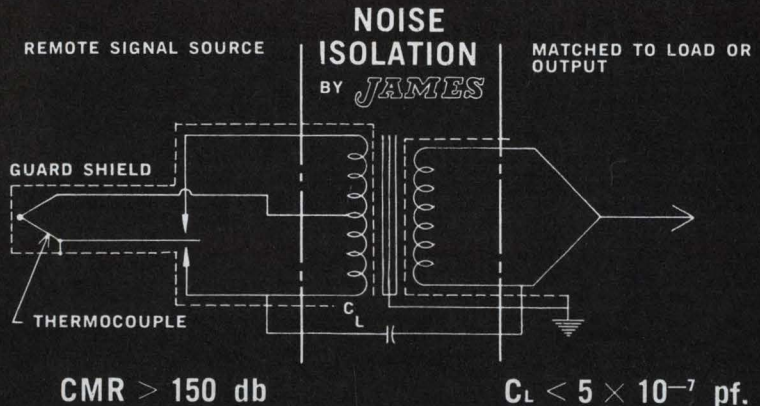 NOISE
ISOLATION
BY JAMES
REMOTE SIGNAL SOURCE
MATCHED TO LOAD OR
OUTPUT
GUARD SHIELD
THERMOCOUPLE
CL
CMR > 150 db
CL < 5 × 10⁻⁷ pf.